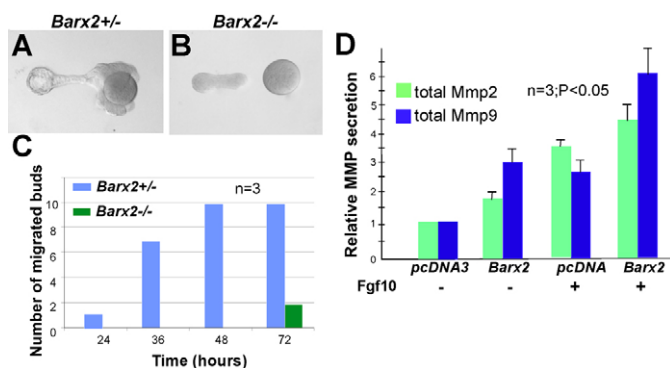 Barx2+/-
Barx2-/-
A
B
C
Number of migrated buds
10
8
6
4
2
0
Barx2+/-
Barx2-/-
n=3
24 36 48 72
Time (hours)
D
Relative MMP secretion
6
5
4
3
2
1
0
total Mmp2
total Mmp9
n=3;P<0.05
pcDNA3 Barx2 pcDNA Barx2
Fgf10 - - + +